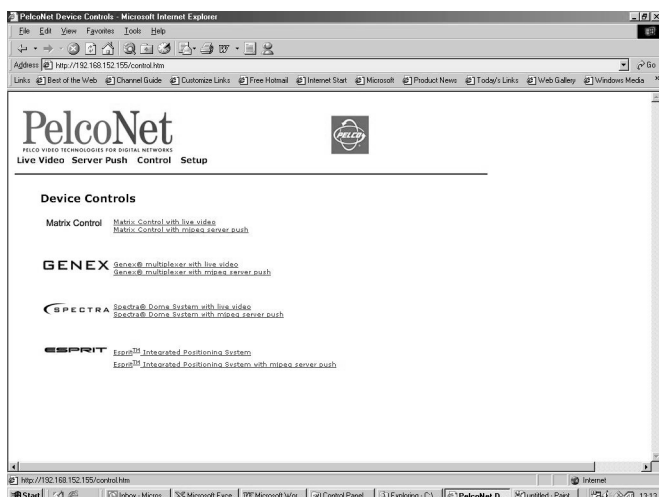 PelcoNet Device Controls - Microsoft Internet Explorer
File Edit View Favorites Tools Help
Address http://192.168.152.155/control.htm Go
Links Best of the Web Channel Guide Customize Links Free Hotmail Internet Start Microsoft Product News Today's Links Web Gallery Windows Media
PelcoNet
PELCO VIDEO TECHNOLOGIES FOR DIGITAL NETWORKS
PELCO
Live Video Server Push Control Setup
Device Controls
Matrix Control Matrix Control with live video
Matrix Control with mjpeg server push
GENEX Genex® multiplexer with live video
Genex® multiplexer with mjpeg server push
SPECTRA Spectra® Dome System with live video
Spectra® Dome System with mjpeg server push
ESPRIT Esprit™ Integrated Positioning System
Esprit™ Integrated Positioning System with mjpeg server push
http://192.168.152.155/control.htm Internet
Start Inbox - Micros... Microsoft Exce... Microsoft Wor... Control Panel Exploring - C:\ PelcoNet D... untitled - Paint 13:13